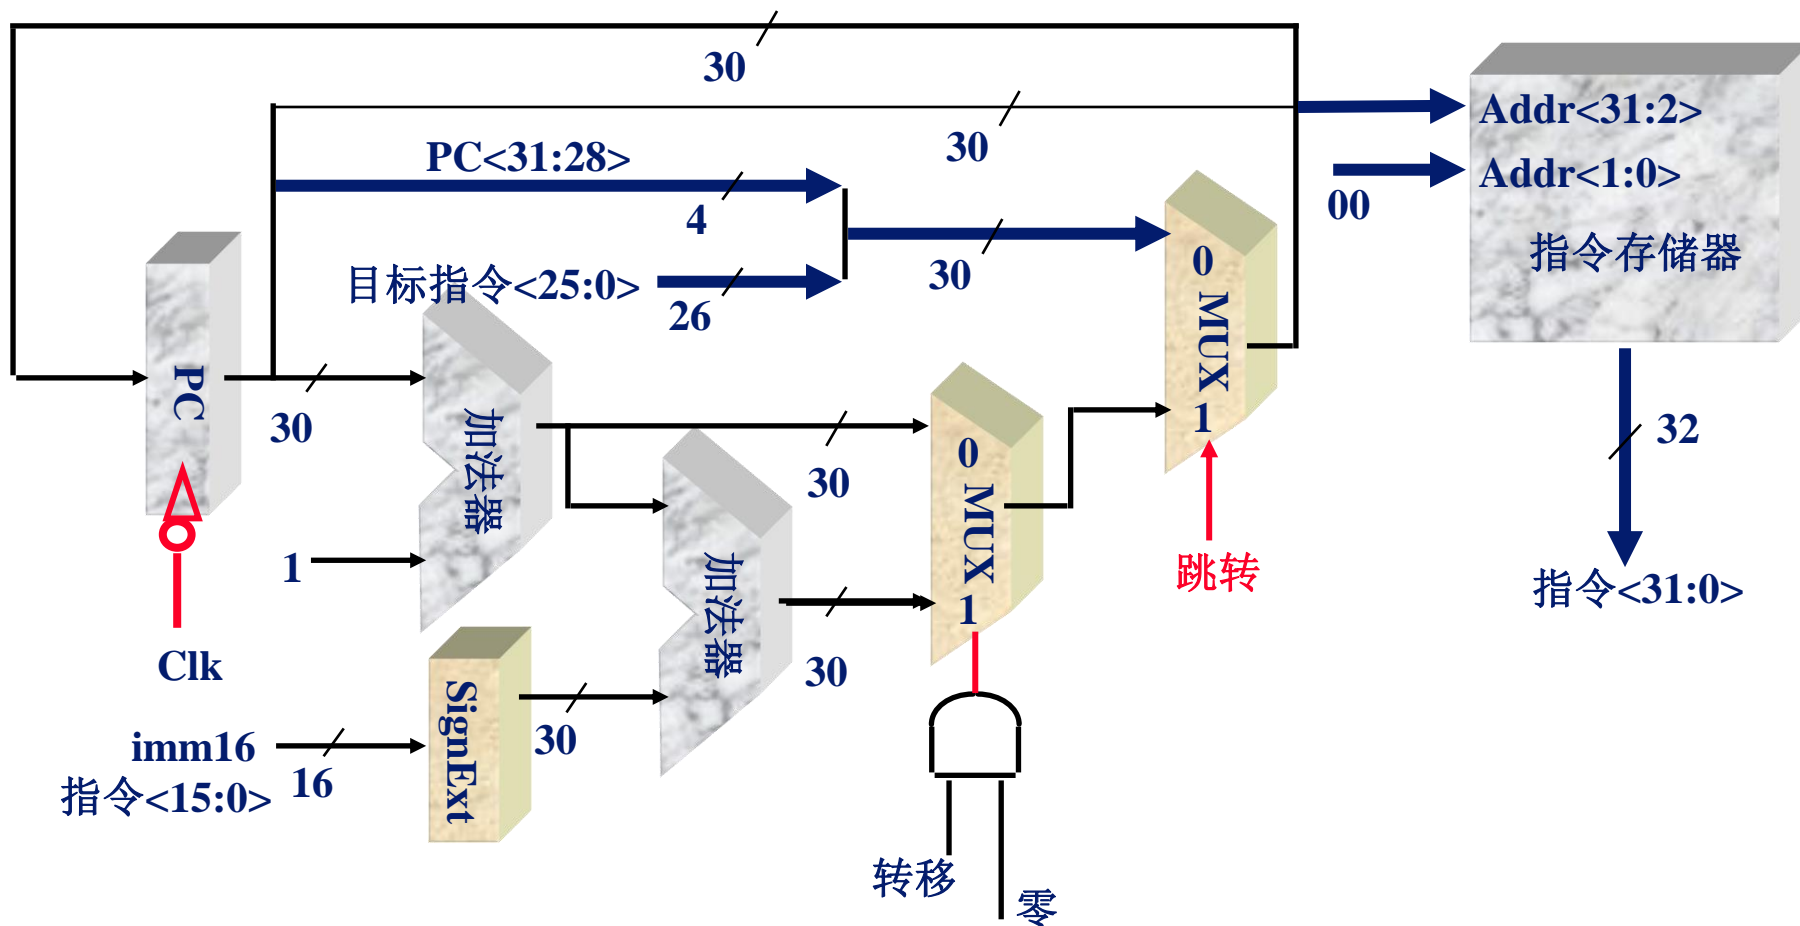 30
30
Addr<31:2>
PC<31:28>
4
Addr<1:0>
00
指令存储器
目标指令<25:0>
26
30
0
MUX
1
PC
30
加法器
30
0
MUX
1
32
1
加法器
跳转
指令<31:0>
Clk
SignExt
30
30
imm16
指令<15:0>
16
转移
零